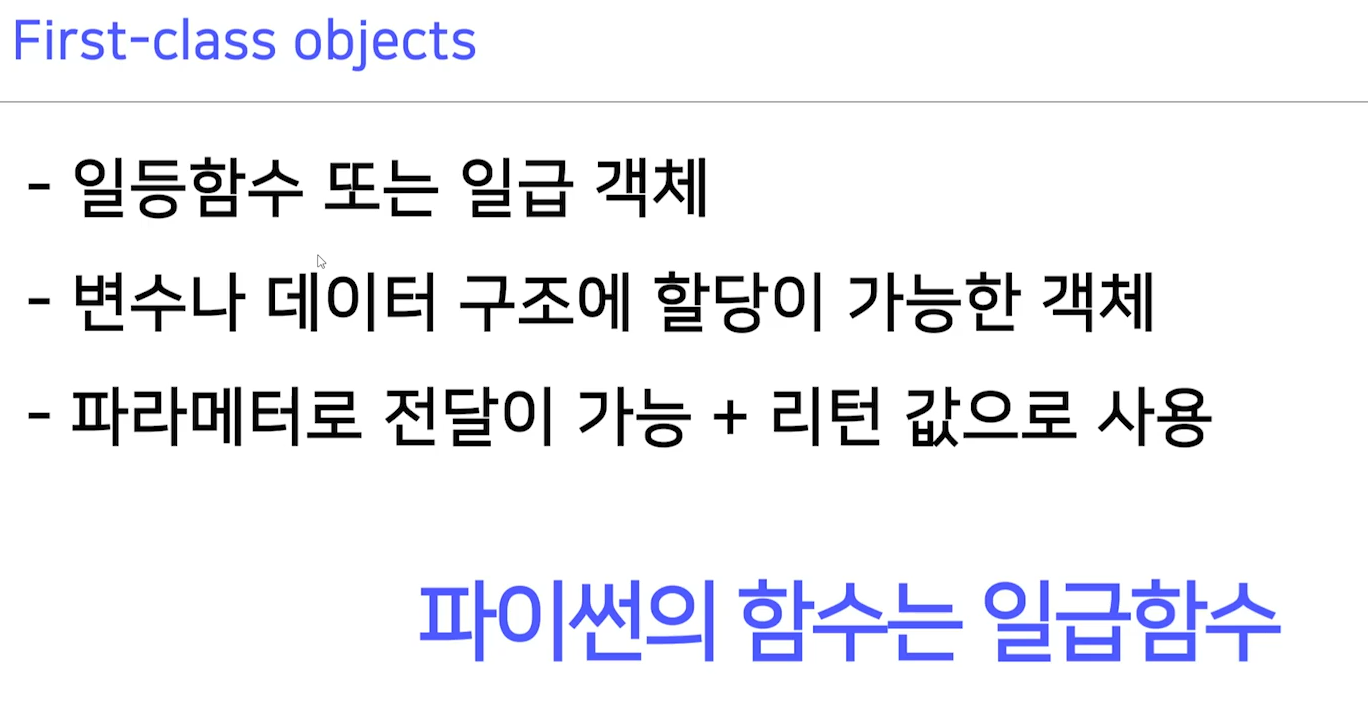 First-class objects
- 일등함수 또는 일급 객체
- 변수나 데이터 구조에 할당이 가능한 객체
- 파라메터로 전달이 가능 + 리턴 값으로 사용
파이썬의 함수는 일급함수